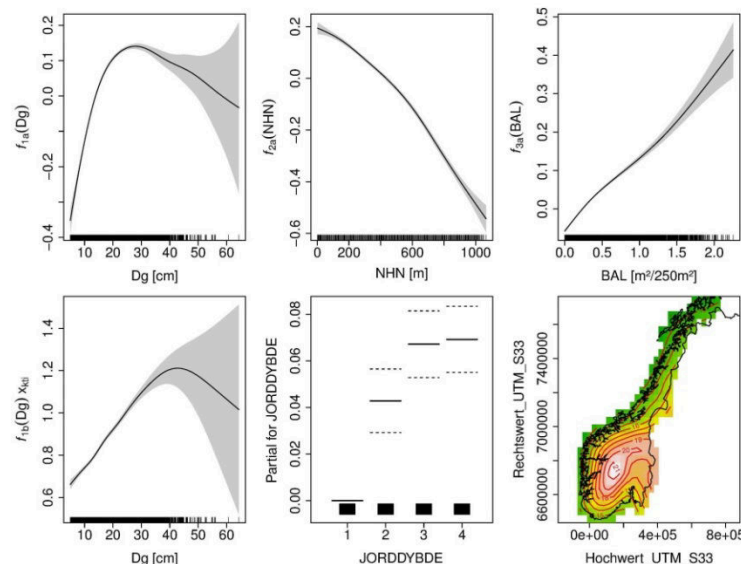 f1a(Dg)
0.2
0.1
0.0
−0.2
−0.4
10 20 30 40 50 60
Dg [cm]
f2a(NHN)
0.2
0.0
−0.2
−0.4
−0.6
0 200 600 1000
NHN [m]
f3a(BAL)
0.5
0.4
0.3
0.2
0.1
0.0
0.0 0.5 1.0 1.5 2.0
BAL [m²/250m²]
f1b(Dg) xkti
1.4
1.2
1.0
0.8
0.6
10 20 30 40 50 60
Dg [cm]
Partial for JORDDYBDE
0.08
0.06
0.04
0.02
0.00
1 2 3 4
JORDDYBDE
Rechtswert_UTM_S33
7400000
7000000
6600000
19
20
0e+00 4e+05 8e+05
Hochwert_UTM_S33